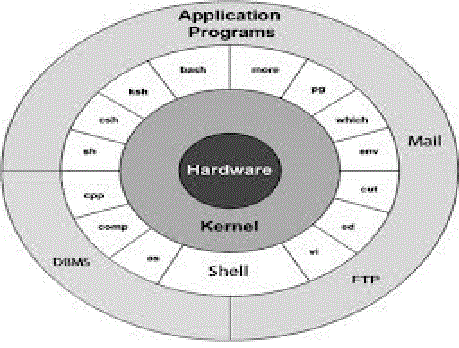 Application
Programs
bash
more
ksh
pg
csh
which
sh
env
Mail
Hardware
cpp
cut
Kernel
comp
ed
as
Shell
vi
DBMS
FTP